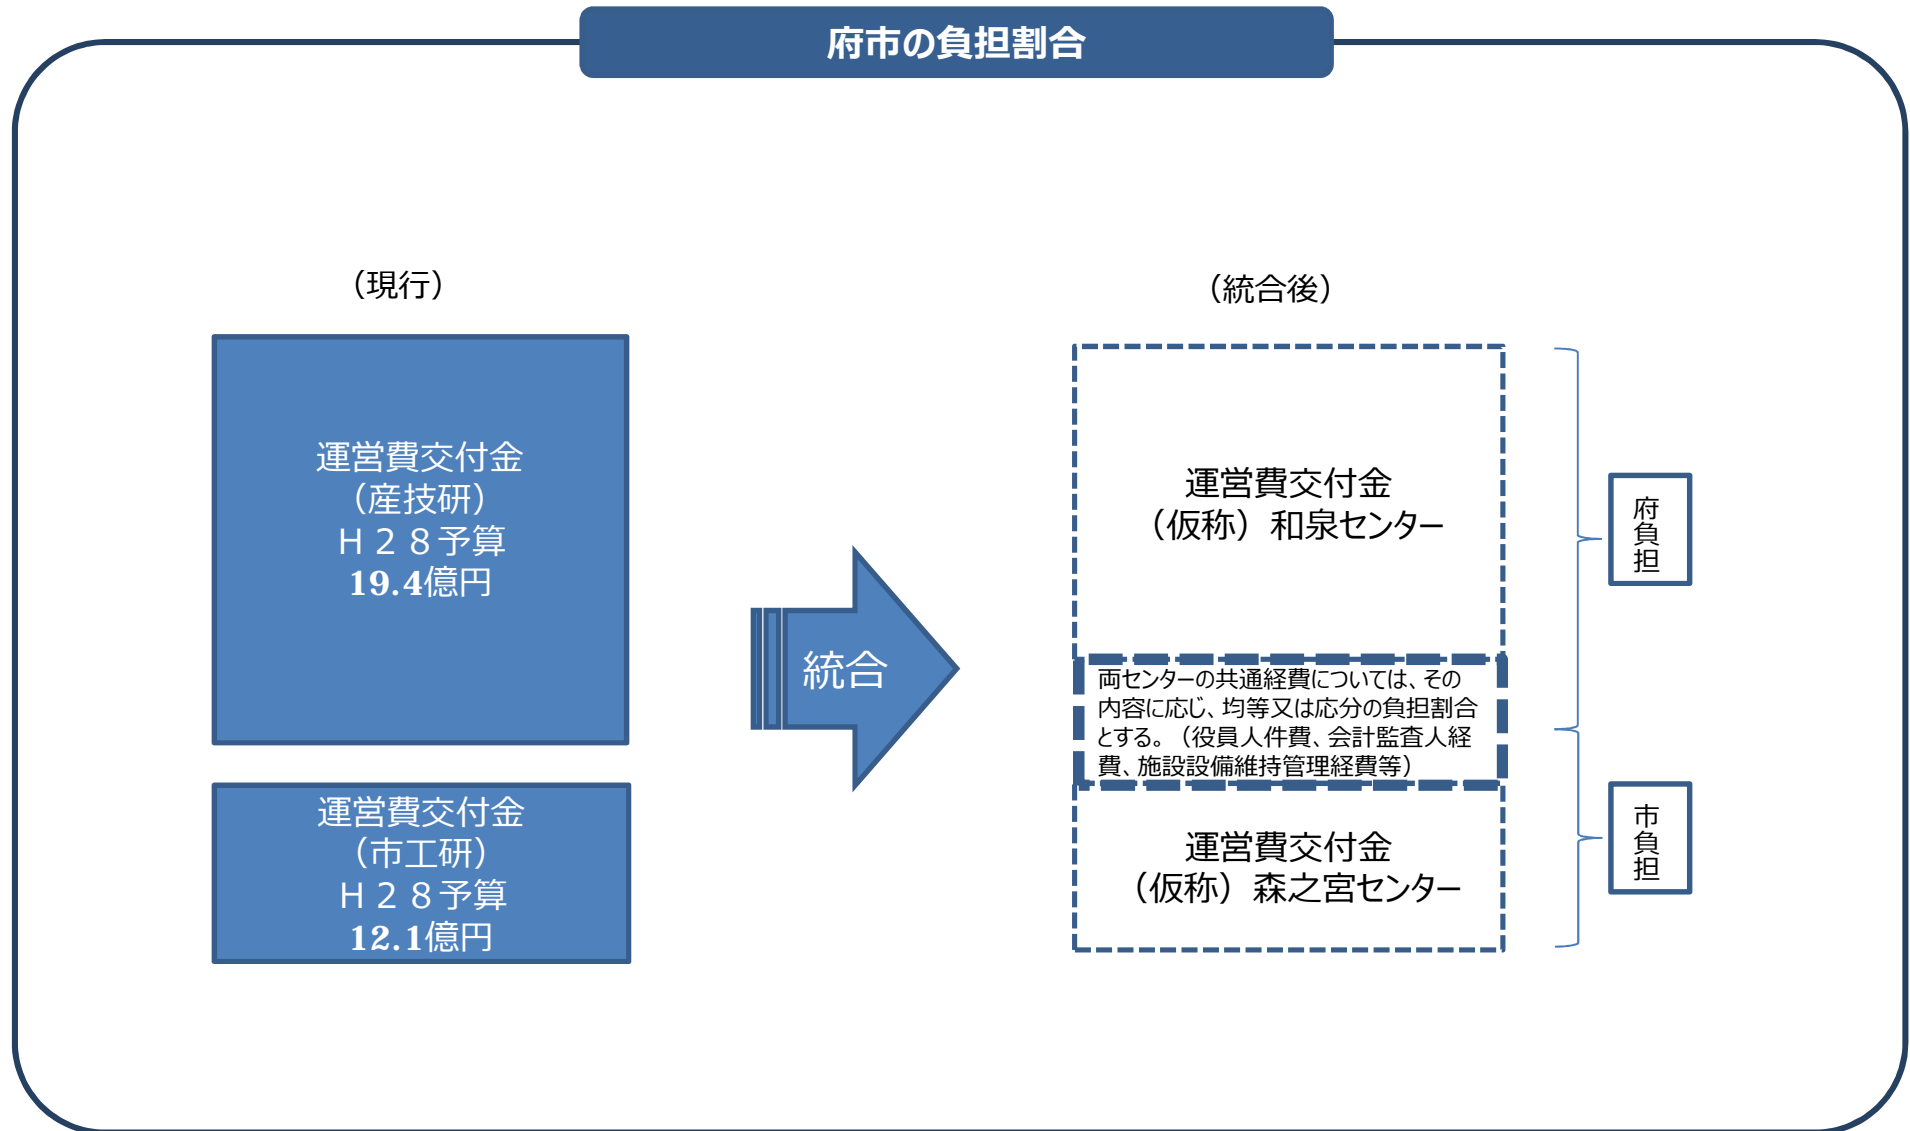 府市の負担割合
（現行）
運営費交付金
（産技研）
Ｈ２８予算
19.4億円
運営費交付金
（市工研）
Ｈ２８予算
12.1億円
統合
（統合後）
運営費交付金
（仮称）和泉センター
両センターの共通経費については、その
内容に応じ、均等又は応分の負担割合
とする。（役員人件費、会計監査人経
費、施設設備維持管理経費等）
運営費交付金
（仮称）森之宮センター
府負担
市負担